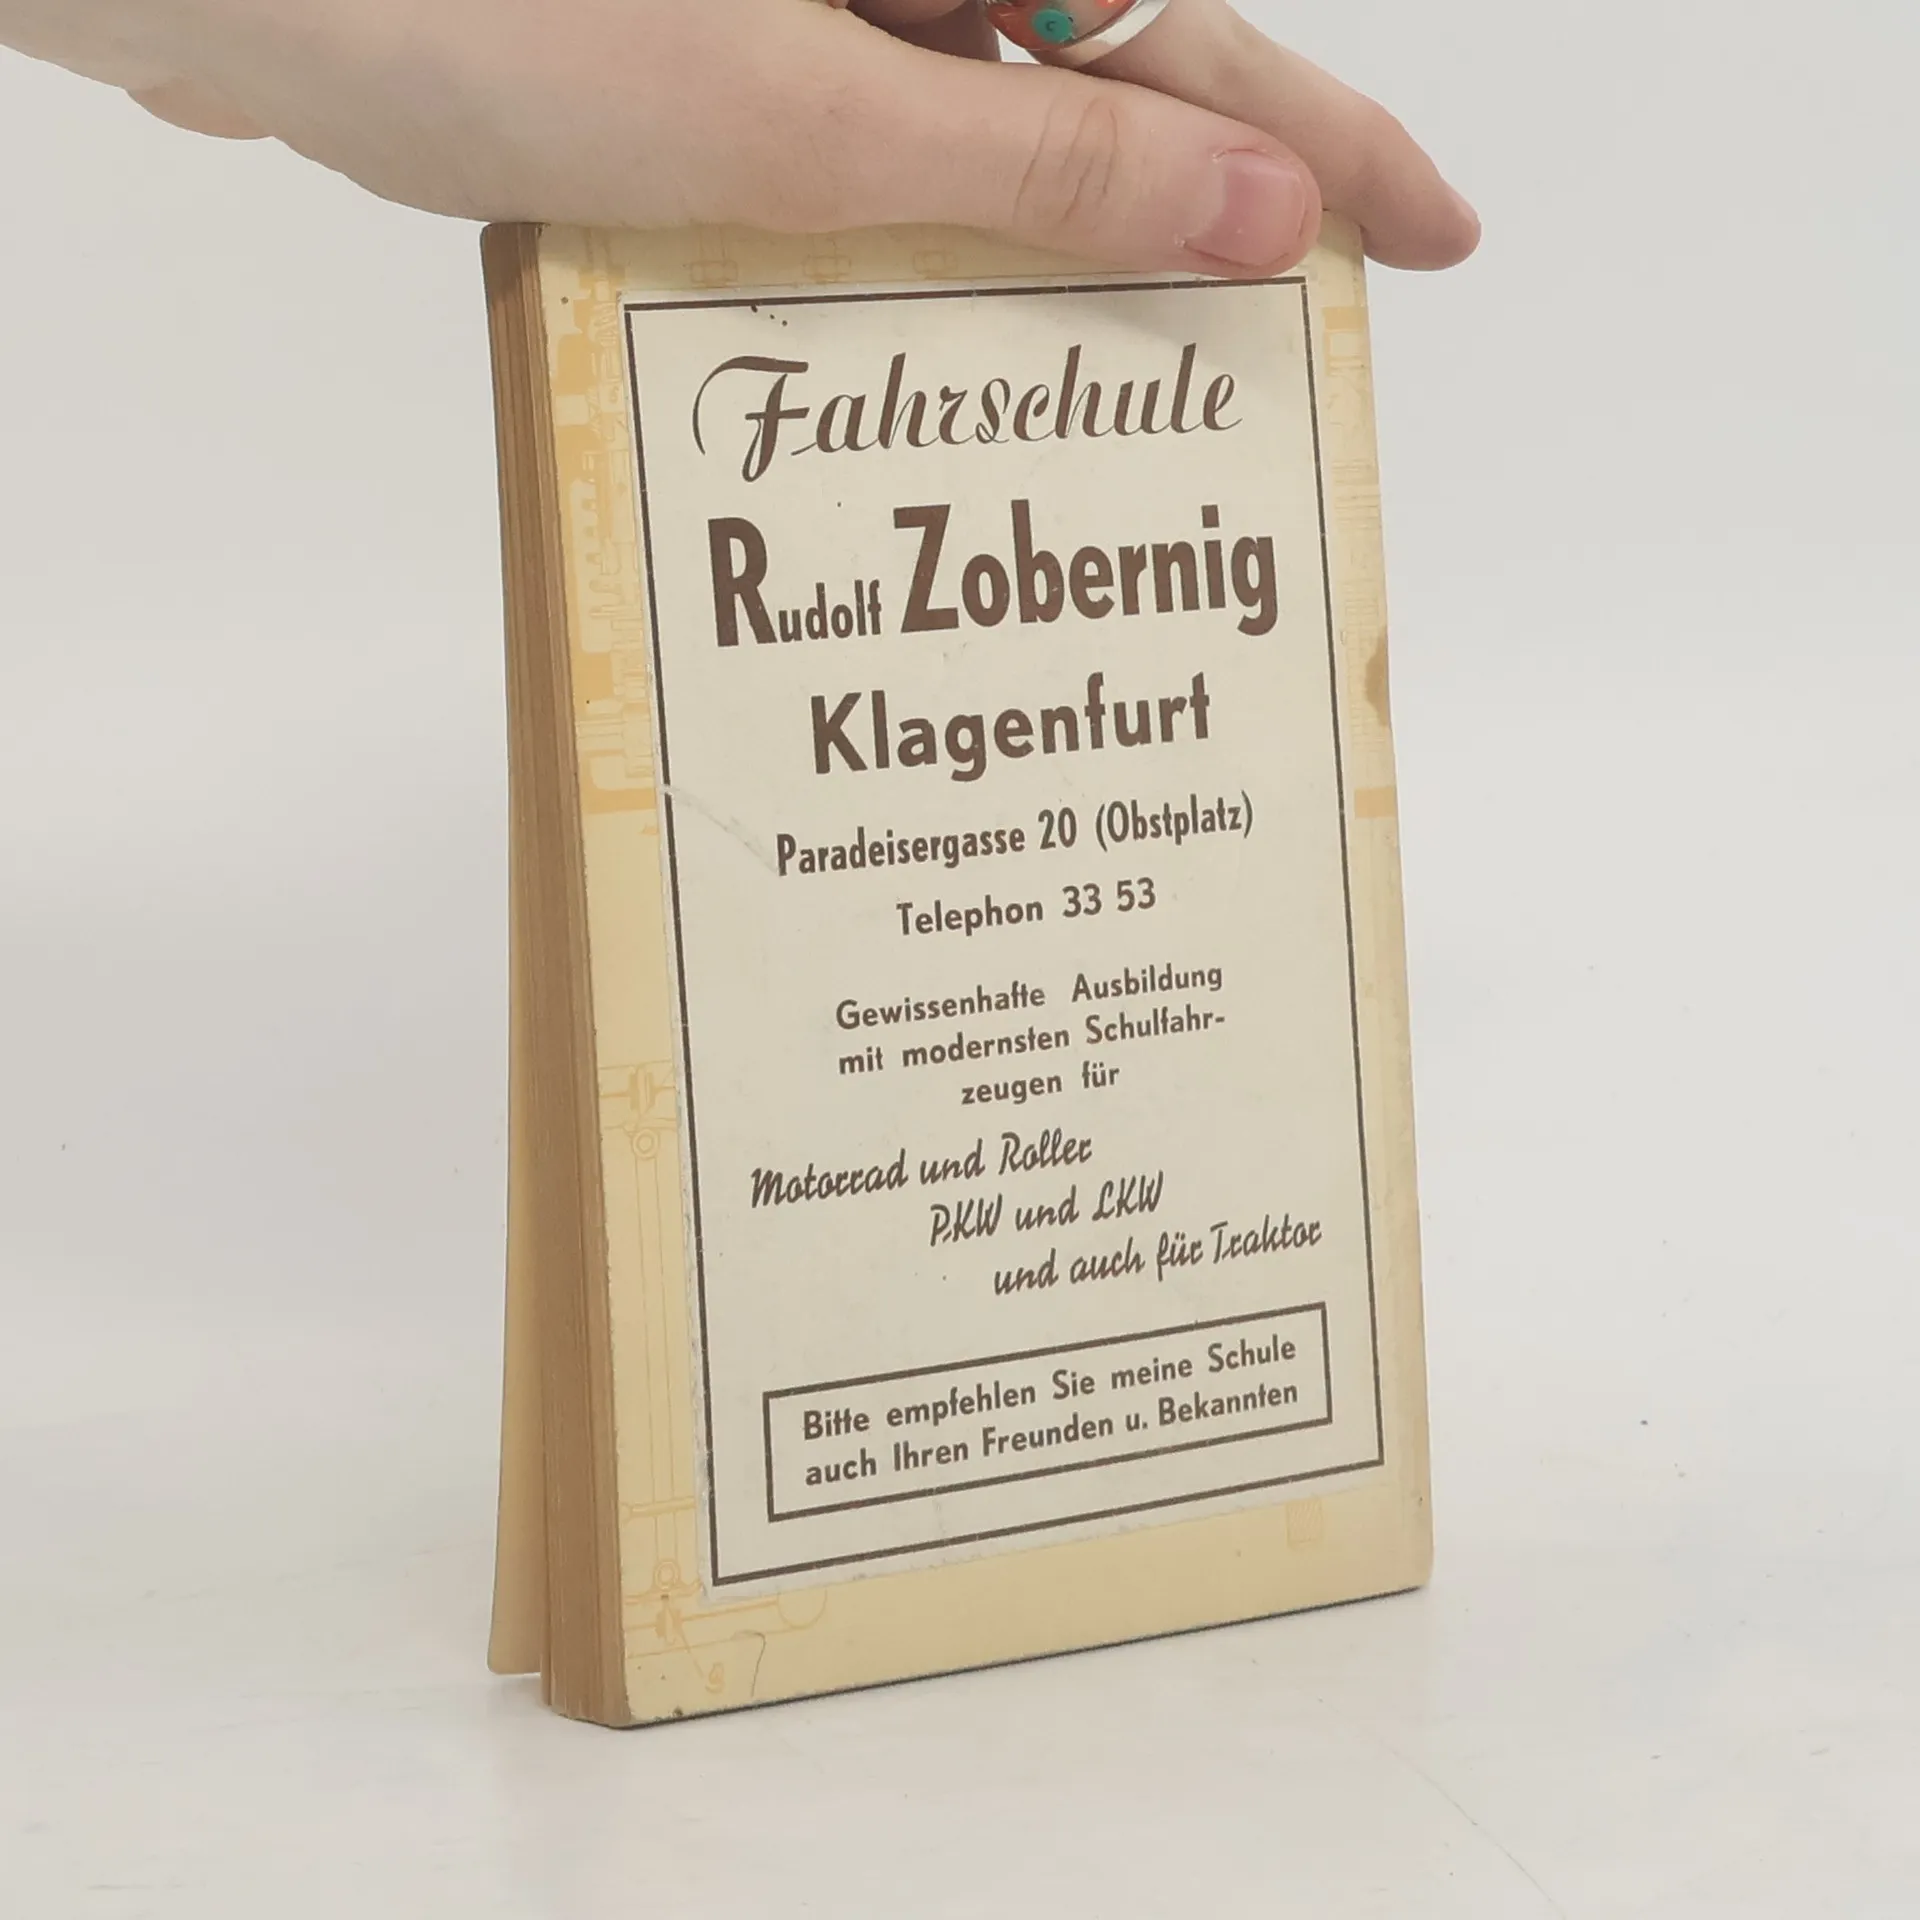 Fahrschule
Rudolf Zobernig
Klagenfurt
Paradeisergasse 20 (Obstplatz)
Telephon 33 53
Gewissenhafte Ausbildung
mit modernsten Schulfahr-
zeugen für
Motorrad und Roller
PKW und LKW
und auch für Traktor
Bitte empfehlen Sie meine Schule
auch Ihren Freunden u. Bekannten